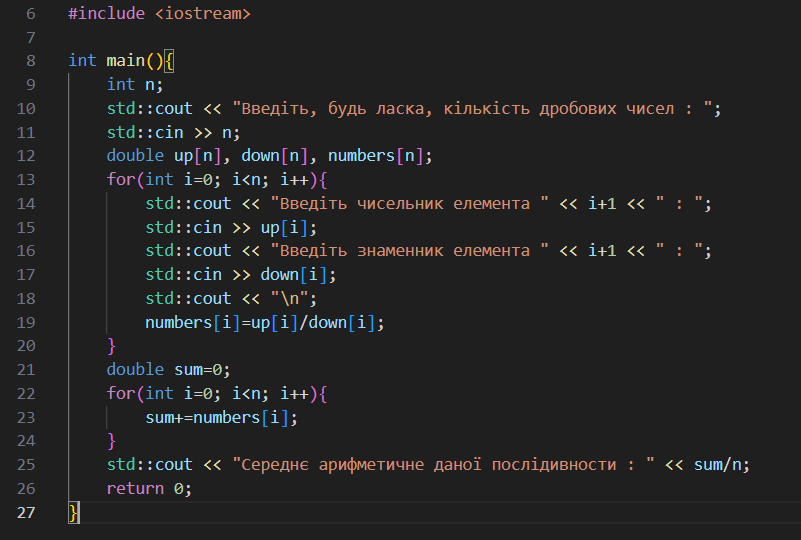 6 #include <iostream>
7
8 int main(){
9     int n;
10     std::cout << "Введіть, будь ласка, кількість дробових чисел : ";
11     std::cin >> n;
12     double up[n], down[n], numbers[n];
13     for(int i=0; i<n; i++){
14         std::cout << "Введіть чисельник елемента " << i+1 << " : ";
15         std::cin >> up[i];
16         std::cout << "Введіть знаменник елемента " << i+1 << " : ";
17         std::cin >> down[i];
18         std::cout << "\n";
19         numbers[i]=up[i]/down[i];
20     }
21     double sum=0;
22     for(int i=0; i<n; i++){
23         sum+=numbers[i];
24     }
25     std::cout << "Середнє арифметичне даної послідивности : " << sum/n;
26     return 0;
27 }